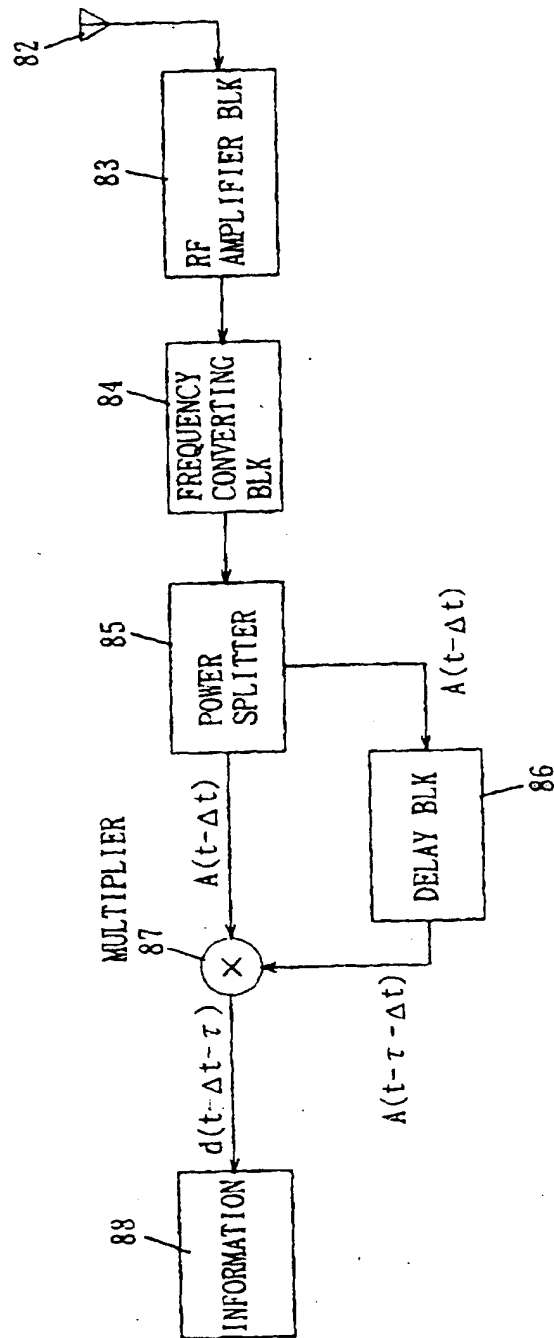 82
83
RF
AMPLIFIER BLK
84
FREQUENCY
CONVERTING
BLK
85
POWER
SPLITTER
A(t-Δt)
A(t-Δt)
86
DELAY BLK
MULTIPLIER
87
×
A(t-τ-Δt)
d(t-Δt-τ)
88
INFORMATION